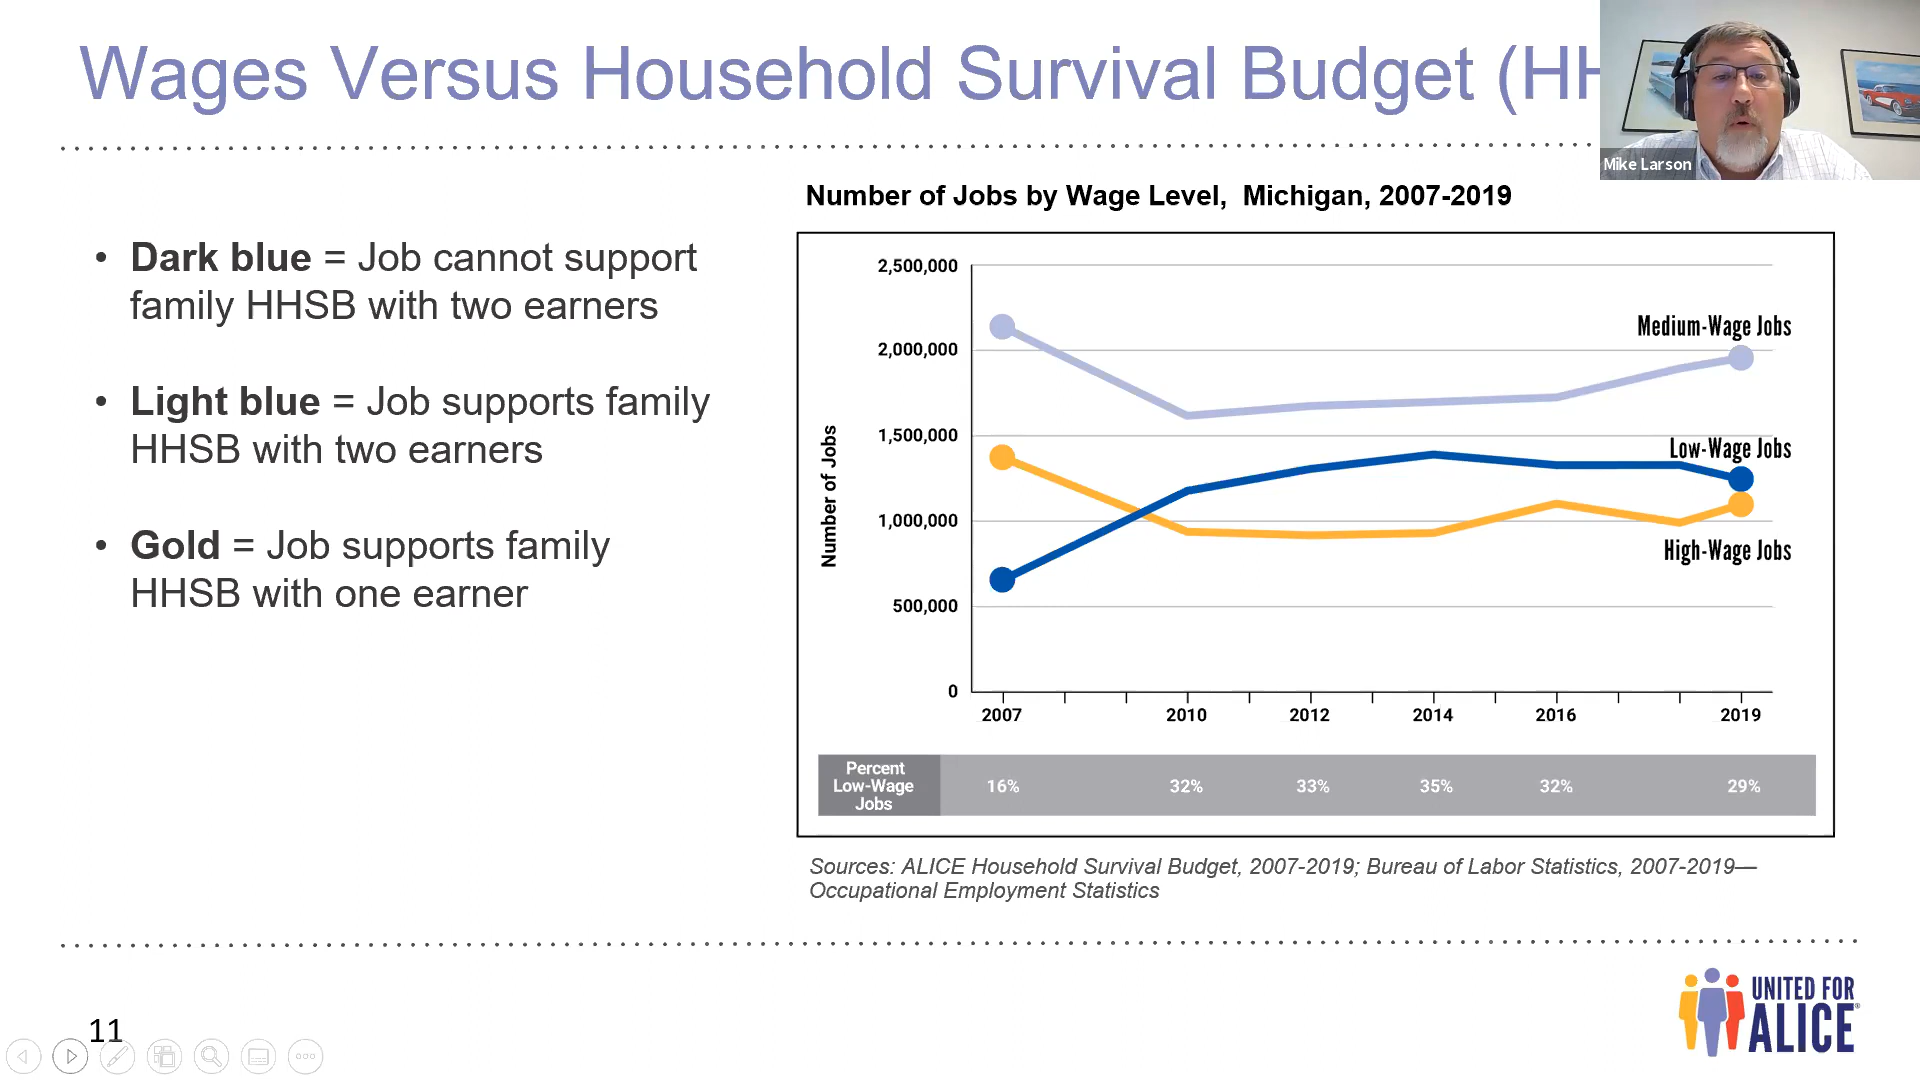 Wages Versus Household Survival Budget (HH
Mike Larson
• Dark blue = Job cannot support
family HHSB with two earners
• Light blue = Job supports family
HHSB with two earners
• Gold = Job supports family
HHSB with one earner
Number of Jobs by Wage Level, Michigan, 2007-2019
Number of Jobs
2,500,000
2,000,000
1,500,000
1,000,000
500,000
0
Medium-Wage Jobs
Low-Wage Jobs
High-Wage Jobs
2007 2010 2012 2014 2016 2019
Percent
Low-Wage
Jobs
16% 32% 33% 35% 32% 29%
Sources: ALICE Household Survival Budget, 2007-2019; Bureau of Labor Statistics, 2007-2019—
Occupational Employment Statistics
11
UNITED FOR
ALICE®